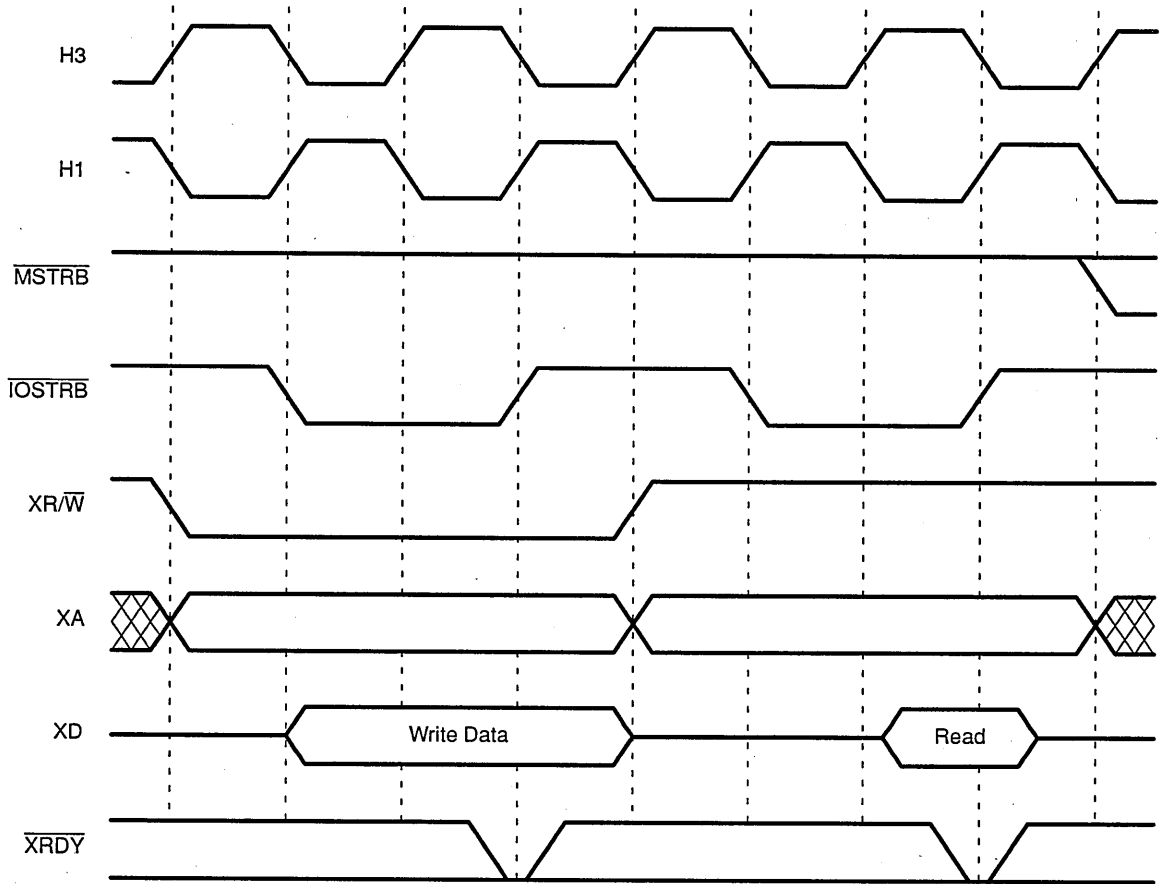 H3
H1
MSTRB
IOSTRB
XR/W
XA
XD
Write Data
Read
XRDY